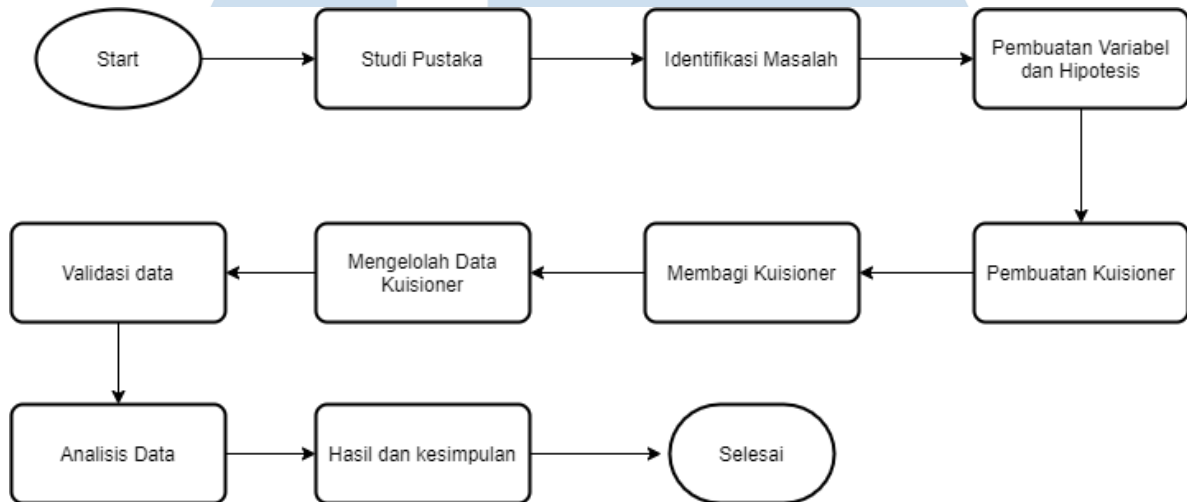 Start
Studi Pustaka
Identifikasi Masalah
Pembuatan Variabel
dan Hipotesis
Pembuatan Kuisioner
Membagi Kuisioner
Mengelolah Data
Kuisioner
Validasi data
Analisis Data
Hasil dan kesimpulan
Selesai